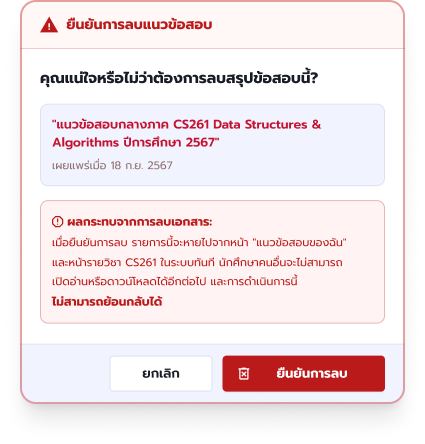 ยืนยันการลบแนวข้อสอบ
คุณแน่ใจหรือไม่ว่าต้องการลบสรุปข้อสอบนี้?
"แนวข้อสอบกลางภาค CS261 Data Structures &
Algorithms ปีการศึกษา 2567"
เผยแพร่เมื่อ 18 ก.ย. 2567
ผลกระทบจากการลบเอกสาร:
เมื่อยืนยันการลบ รายการนี้จะหายไปจากหน้า "แนวข้อสอบของฉัน"
และหน้ารายวิชา CS261 ในระบบทันที นักศึกษาคนอื่นจะไม่สามารถ
เปิดอ่านหรือดาวน์โหลดได้อีกต่อไป และการดำเนินการนี้
ไม่สามารถย้อนกลับได้
ยกเลิก
ยืนยันการลบ